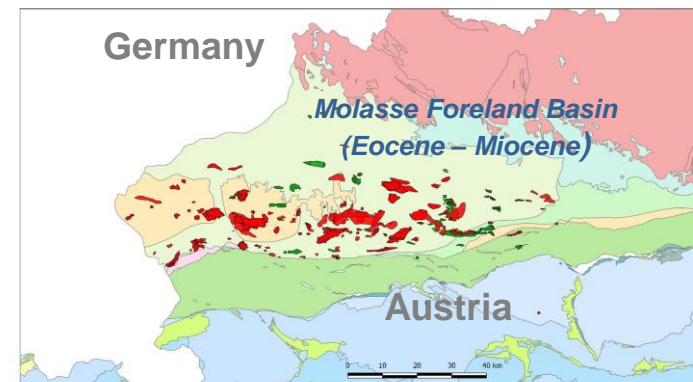 Germany
Molasse Foreland Basin
(Eocene – Miocene)
Austria
0 10 20 30 40 km